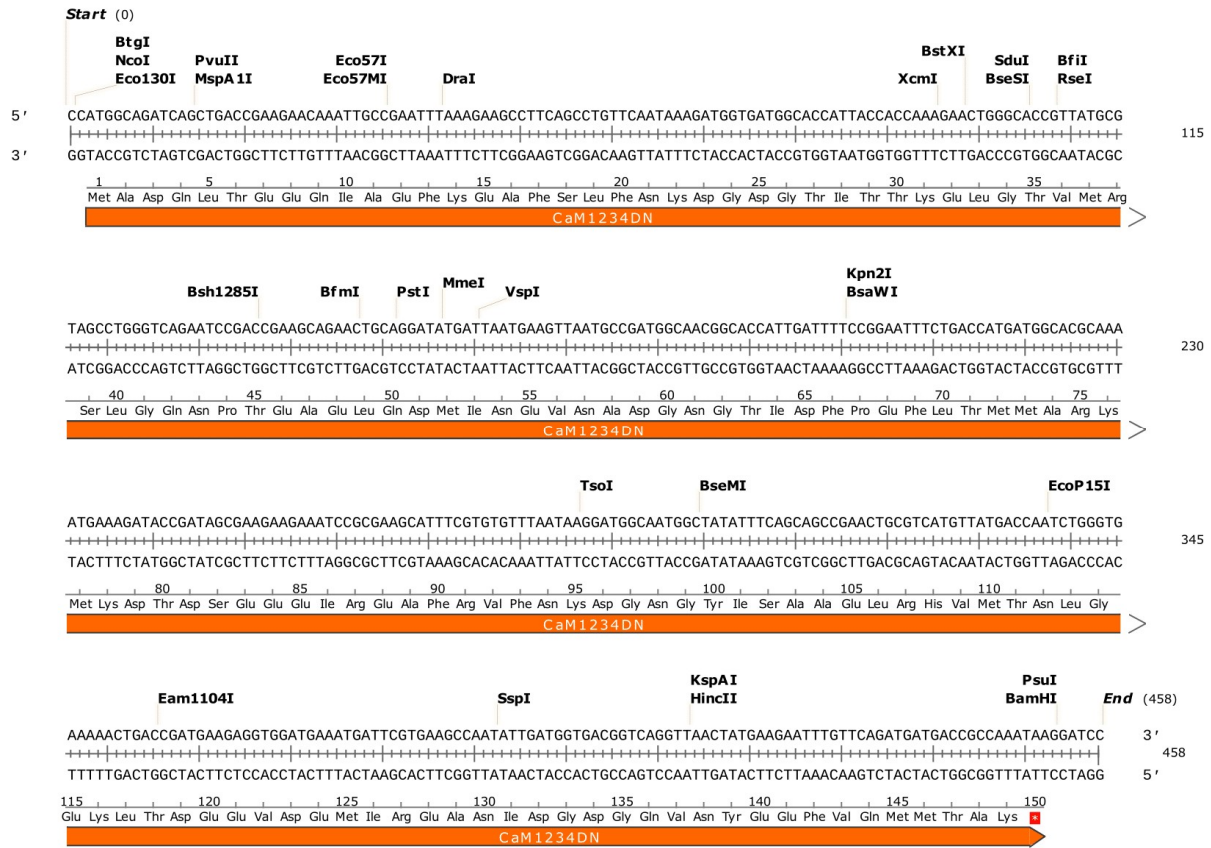 Start (0)
BtgI
NcoI PvuII Eco57I BstXI SduI BfiI
Eco130I MspA1I Eco57MI DraI XcmI BseSI RseI
5′ CCATGGCAGATCAGCTGACCGAAGAACAAATTGCCGAATTTAAAGAAGCCTTCAGCCTGTTCAATAAAGATGGTGATGGCACCATTACCACCAAAGAACTGGGCACCGTTATGCG
115
3′ GGTACCGTCTAGTCGACTGGCTTCTTGTTTAACGGCTTAAATTTCTTCGGAAGTCGGACAAGTTATTTCTACCACTACCGTGGTAATGGTGGTTTCTTGACCCGTGGCAATACGC
1 5 10 15 20 25 30 35
Met Ala Asp Gln Leu Thr Glu Glu Gln Ile Ala Glu Phe Lys Glu Ala Phe Ser Leu Phe Asn Lys Asp Gly Asp Gly Thr Ile Thr Thr Lys Glu Leu Gly Thr Val Met Arg
CaM1234DN
Kpn2I
Bsh1285I BfmI PstI MmeI VspI BsaWI
TAGCCTGGGTCAGAATCCGACCGAAGCAGAACTGCAGGATATGATTAATGAAGTTAATGCCGATGGCAACGGCACCATTGATTTTCCGGAATTTCTGACCATGATGGCACGCAAA
230
ATCGGACCCAGTCTTAGGCTGGCTTCGTCTTGACGTCCTATACTAATTACTTCAATTACGGCTACCGTTGCCGTGGTAACTAAAAGGCCTTAAAGACTGGTACTACCGTGCGTTT
40 45 50 55 60 65 70 75
Ser Leu Gly Gln Asn Pro Thr Glu Ala Glu Leu Gln Asp Met Ile Asn Glu Val Asn Ala Asp Gly Asn Gly Thr Ile Asp Phe Pro Glu Phe Leu Thr Met Met Ala Arg Lys
CaM1234DN
TsoI BseMI EcoP15I
ATGAAAGATACCGATAGCGAAGAAGAAATCCGCGAAGCATTTCGTGTGTTTAATAAGGATGGCAATGGCTATATTTCAGCAGCCGAACTGCGTCATGTTATGACCAATCTGGGTG
345
TACTTTCTATGGCTATCGCTTCTTCTTTAGGCGCTTCGTAAAGCACACAAATTATTCCTACCGTTACCGATATAAAGTCGTCGGCTTGACGCAGTACAATACTGGTTAGACCCAC
80 85 90 95 100 105 110
Met Lys Asp Thr Asp Ser Glu Glu Glu Ile Arg Glu Ala Phe Arg Val Phe Asn Lys Asp Gly Asn Gly Tyr Ile Ser Ala Ala Glu Leu Arg His Val Met Thr Asn Leu Gly
CaM1234DN
KspAI PsuI
Eam1104I SspI HincII BamHI End (458)
AAAAACTGACCGATGAAGAGGTGGATGAAATGATTCGTGAAGCCAATATTGATGGTGACGGTCAGGTTAACTATGAAGAATTTGTTCAGATGATGACCGCCAAATAAGGATCC 3′
458
TTTTTGACTGGCTACTTCTCCACCTACTTTACTAAGCACTTCGGTTATAACTACCACTGCCAGTCCAATTGATACTTCTTAAACAAGTCTACTACTGGCGGTTTATTCCTAGG 5′
115 120 125 130 135 140 145 150
Glu Lys Leu Thr Asp Glu Glu Val Asp Glu Met Ile Arg Glu Ala Asn Ile Asp Gly Asp Gly Gln Val Asn Tyr Glu Glu Phe Val Gln Met Met Thr Ala Lys *
CaM1234DN